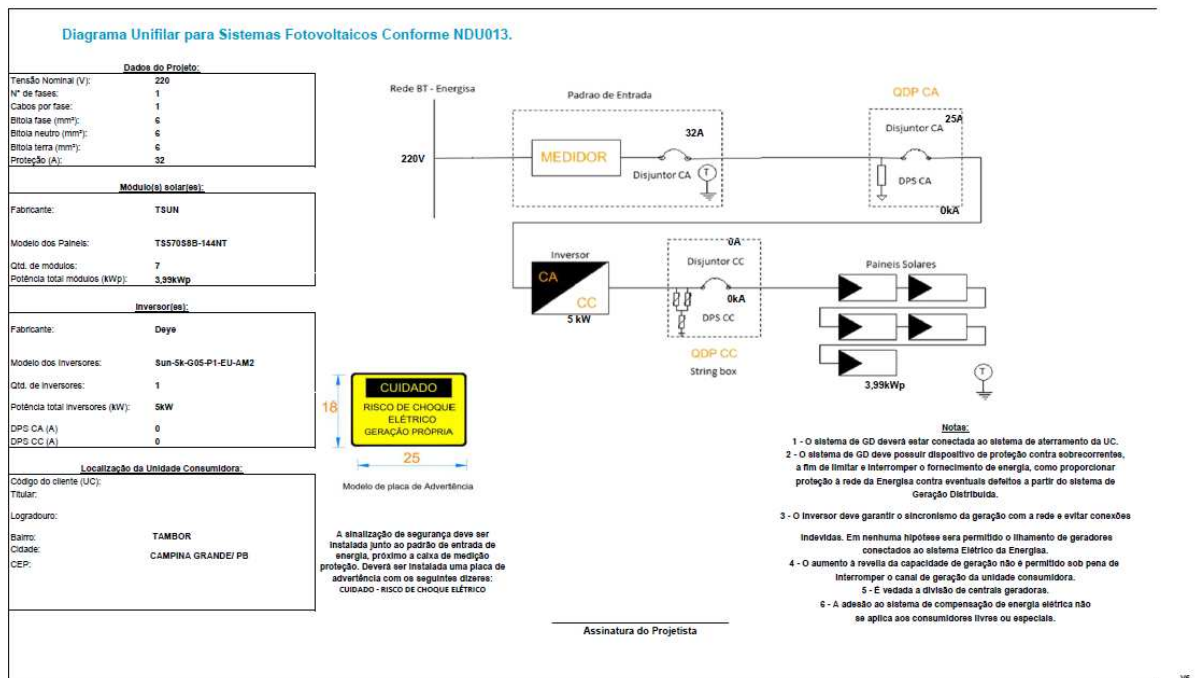 Diagrama Unifilar para Sistemas Fotovoltaicos Conforme NDU013.
Dados do Projeto:
Tensão Nominal (V): 220
N° de fases: 1
Cabos por fase: 1
Bitola fase (mm²): 6
Bitola neutro (mm²): 6
Bitola terra (mm²): 6
Proteção (A): 32
Módulo(s) solar(es):
Fabricante: TSUN
Modelo dos Paineis: TS570S8B-144NT
Qtd. de módulos: 7
Potência total módulos (kWp): 3,99kWp
Inversor(es):
Fabricante: Deye
Modelo dos Inversores: Sun-5k-G05-P1-EU-AM2
Qtd. de inversores: 1
Potência total inversores (kW): 5kW
DPS CA (A) 0
DPS CC (A) 0
Localização da Unidade Consumidora:
Código do cliente (UC):
Titular:
Logradouro:
Bairro: TAMBOR
Cidade: CAMPINA GRANDE/ PB
CEP:
Rede BT - Energisa
220V
Padrao de Entrada
MEDIDOR
32A
Disjuntor CA
T
QDP CA
25A
Disjuntor CA
DPS CA
0kA
Inversor
CA
CC
5 kW
0A
Disjuntor CC
0kA
DPS CC
QDP CC
String box
Paineis Solares
3,99kWp
T
CUIDADO
RISCO DE CHOQUE
ELÉTRICO
GERAÇÃO PRÓPRIA
18
25
Modelo de placa de Advertência
A sinalização de segurança deve ser
instalada junto ao padrão de entrada de
energia, próximo a caixa de medição
proteção. Deverá ser instalada uma placa de
advertência com os seguintes dizeres:
CUIDADO - RISCO DE CHOQUE ELÉTRICO
Assinatura do Projetista
Notas:
1 - O sistema de GD deverá estar conectada ao sistema de aterramento da UC.
2 - O sistema de GD deve possuir dispositivo de proteção contra sobrecorrentes,
a fim de limitar e interromper o fornecimento de energia, como proporcionar
proteção à rede da Energisa contra eventuais defeitos a partir do sistema de
Geração Distribuída.
3 - O inversor deve garantir o sincronismo da geração com a rede e evitar conexões
indevidas. Em nenhuma hipótese sera permitido o ilhamento de geradores
conectados ao sistema Elétrico da Energisa.
4 - O aumento à revelia da capacidade de geração não é permitido sob pena de
interromper o canal de geração da unidade consumidora.
5 - É vedada a divisão de centrais geradoras.
6 - A adesão ao sistema de compensação de energia elétrica não
se aplica aos consumidores livres ou especiais.